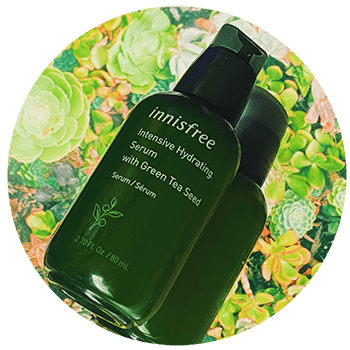 innisfree
Intensive Hydrating
Serum
with Green Tea Seed
Serum / Sérum
2.70 FL Oz / 80 mL